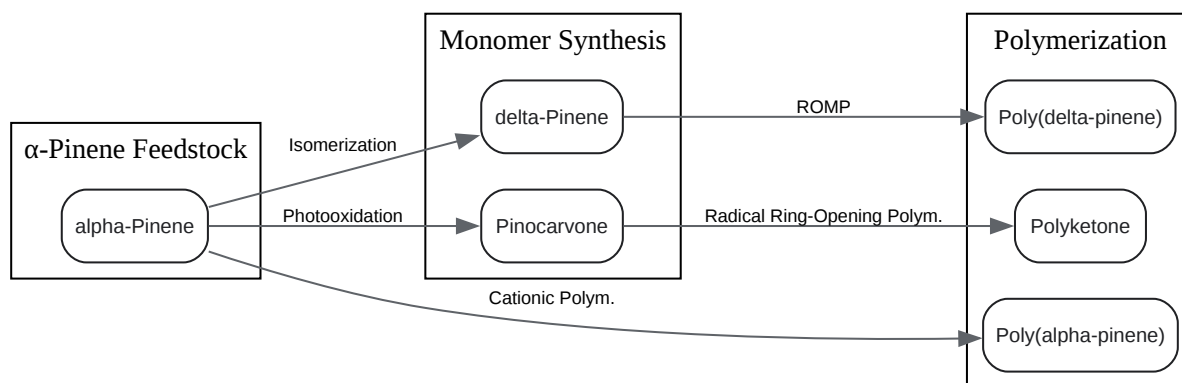 Monomer Synthesis
Polymerization
delta-Pinene
ROMP
Poly(delta-pinene)
α-Pinene Feedstock
Isomerization
alpha-Pinene
Photooxidation
Pinocarvone
Radical Ring-Opening Polym.
Polyketone
Cationic Polym.
Poly(alpha-pinene)